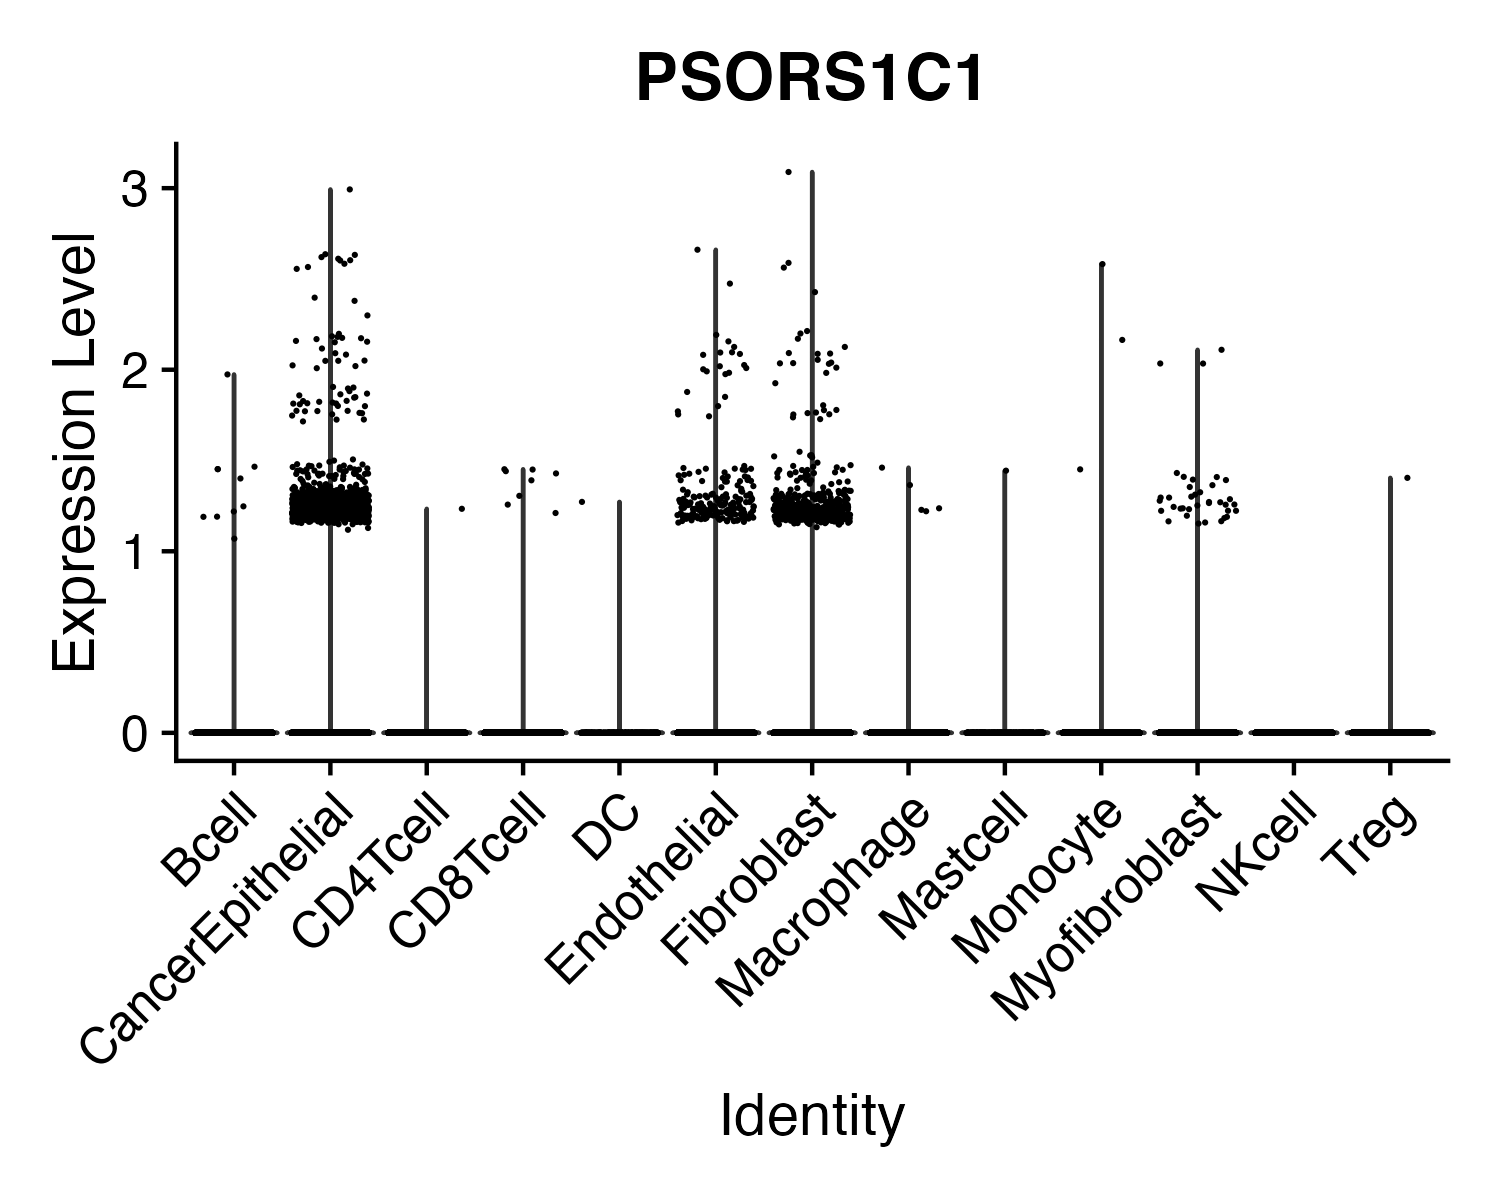 PSORS1C1
Expression Level
3
2
1
0
Bcell
CancerEpithelial
CD4Tcell
CD8Tcell
DC
Endothelial
Fibroblast
Macrophage
Mastcell
Monocyte
Myofibroblast
NKcell
Treg
Identity